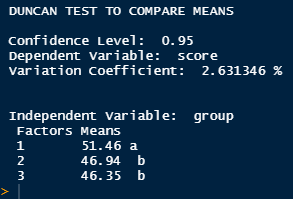 DUNCAN TEST TO COMPARE MEANS
Confidence Level:  0.95
Dependent Variable:  score
Variation Coefficient:  2.631346 %
Independent Variable:  group
Factors Means
1       51.46 a
2       46.94  b
3       46.35  b
>